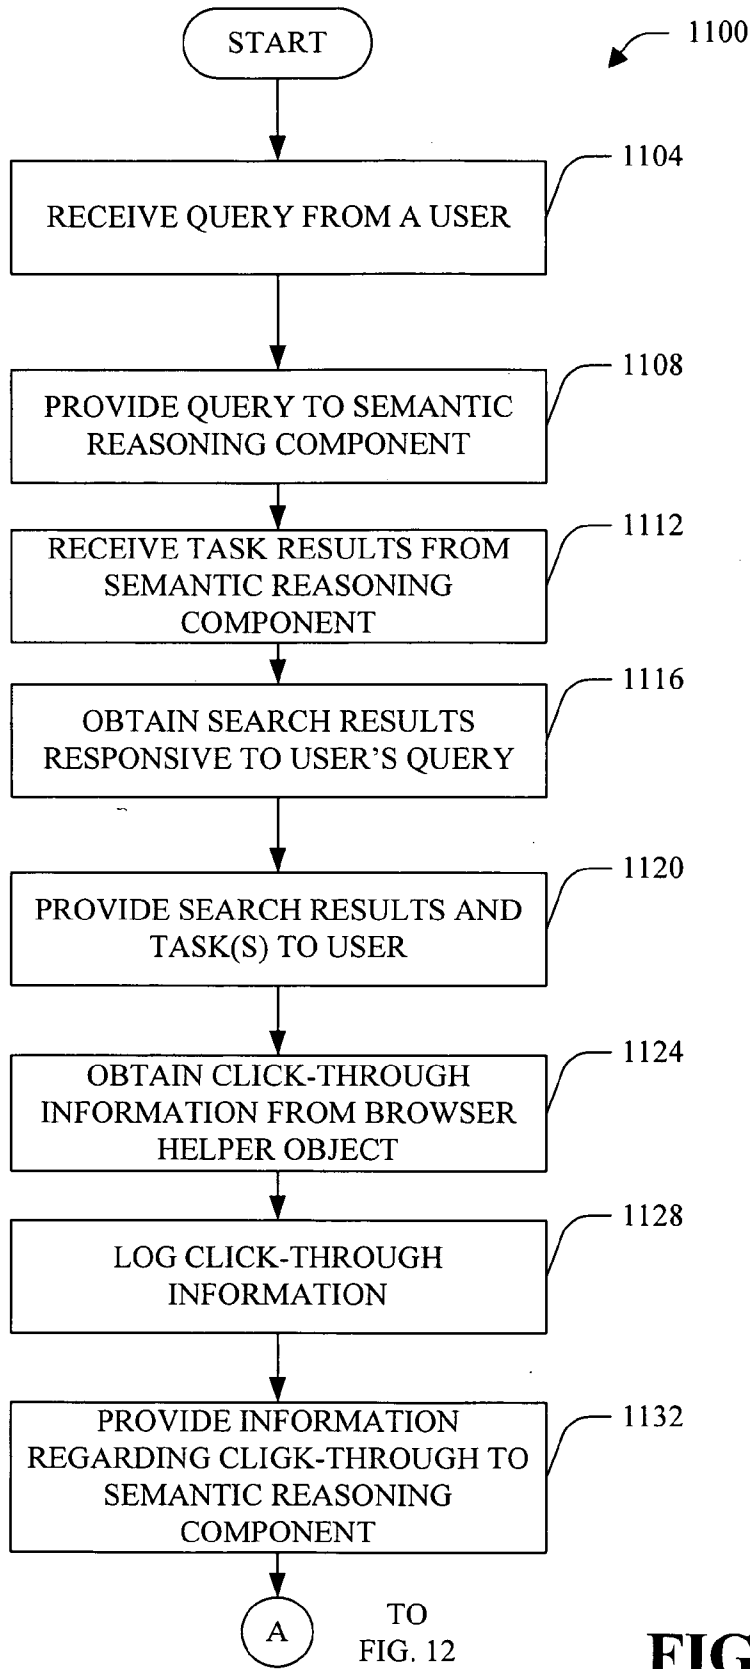 START
1100
1104
RECEIVE QUERY FROM A USER
1108
PROVIDE QUERY TO SEMANTIC
REASONING COMPONENT
1112
RECEIVE TASK RESULTS FROM
SEMANTIC REASONING
COMPONENT
1116
OBTAIN SEARCH RESULTS
RESPONSIVE TO USER'S QUERY
1120
PROVIDE SEARCH RESULTS AND
TASK(S) TO USER
1124
OBTAIN CLICK-THROUGH
INFORMATION FROM BROWSER
HELPER OBJECT
1128
LOG CLICK-THROUGH
INFORMATION
1132
PROVIDE INFORMATION
REGARDING CLIGK-THROUGH TO
SEMANTIC REASONING
COMPONENT
A
TO
FIG. 12
FIG